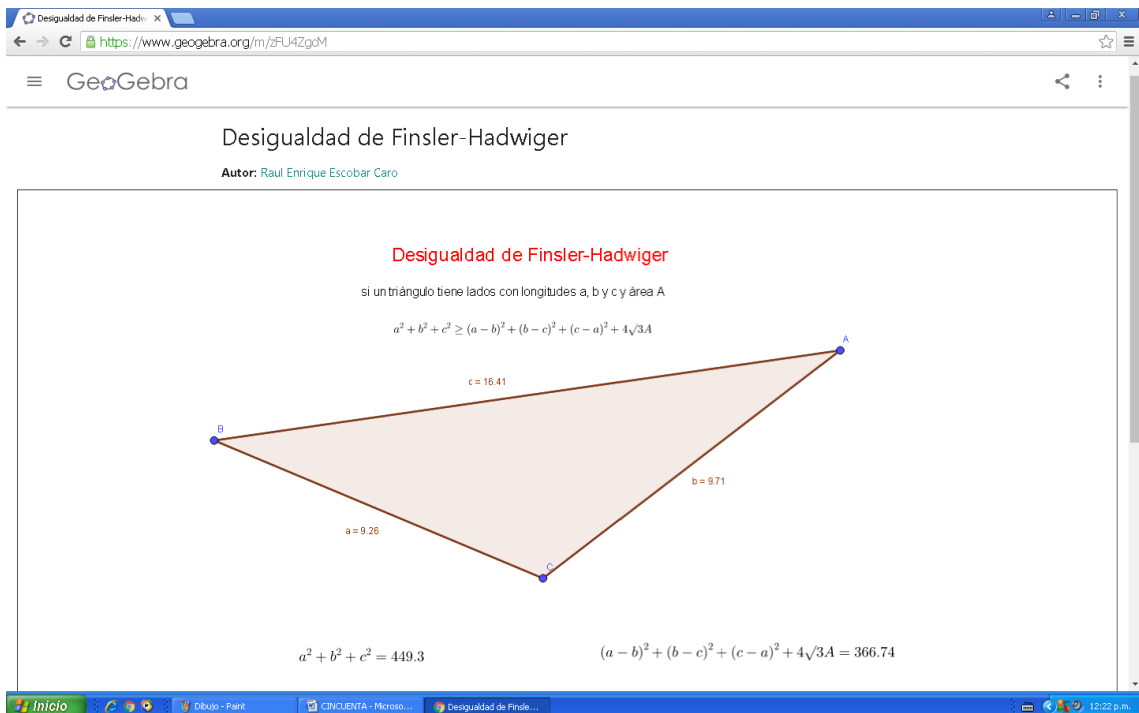 Desigualdad de Finsler-Hadw
https://www.geogebra.org/m/zFU4ZgdM
GeoGebra
Desigualdad de Finsler-Hadwiger
Autor: Raul Enrique Escobar Caro
Desigualdad de Finsler-Hadwiger
si un triángulo tiene lados con longitudes a, b y c y área A
a² + b² + c² ≥ (a − b)² + (b − c)² + (c − a)² + 4√3A
A
c = 16.41
B
b = 9.71
a = 9.26
C
a² + b² + c² = 449.3
(a − b)² + (b − c)² + (c − a)² + 4√3A = 366.74
Inicio
Dibujo - Paint
CINCUENTA - Microso...
Desigualdad de Finsle...
12:22 p.m.